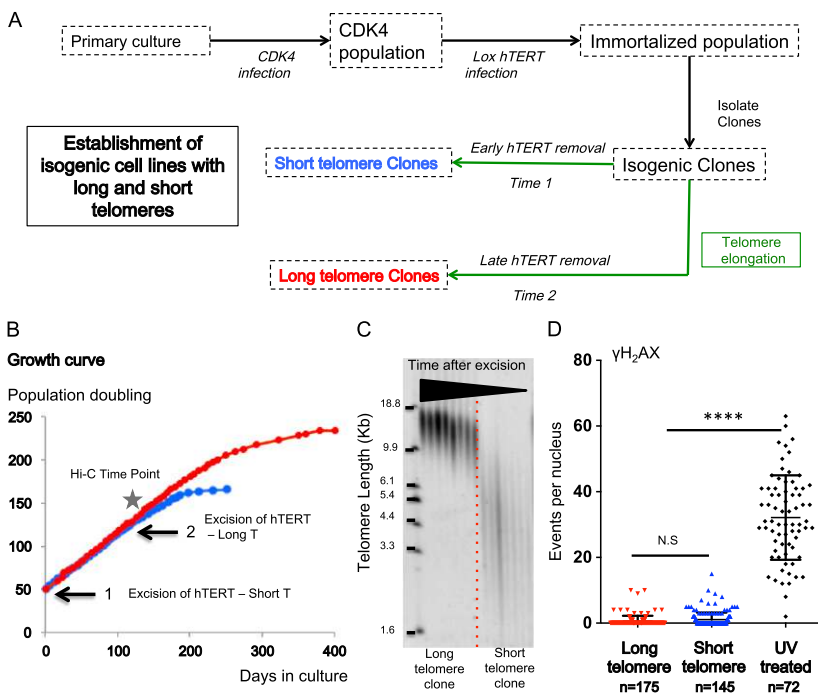 A
Primary culture
CDK4
infection
CDK4
population
Lox hTERT
infection
Immortalized population
Isolate
Clones
Establishment of
isogenic cell lines with
long and short
telomeres
Short telomere Clones
Early hTERT removal
Time 1
Isogenic Clones
Telomere
elongation
Long telomere Clones
Late hTERT removal
Time 2
B
Growth curve
Population doubling
250
200
150
100
50
0
Hi-C Time Point
2
Excision of hTERT
– Long T
1
Excision of hTERT – Short T
0
100
200
300
400
Days in culture
C
Time after excision
Telomere Length (Kb)
18.8
9.9
6.1
5.4
4.4
3.3
1.6
Long
telomere
clone
Short
telomere
clone
D
γH2AX
Events per nucleus
80
60
40
20
0
****
N.S
Long
telomere
n=175
Short
telomere
n=145
UV
treated
n=72